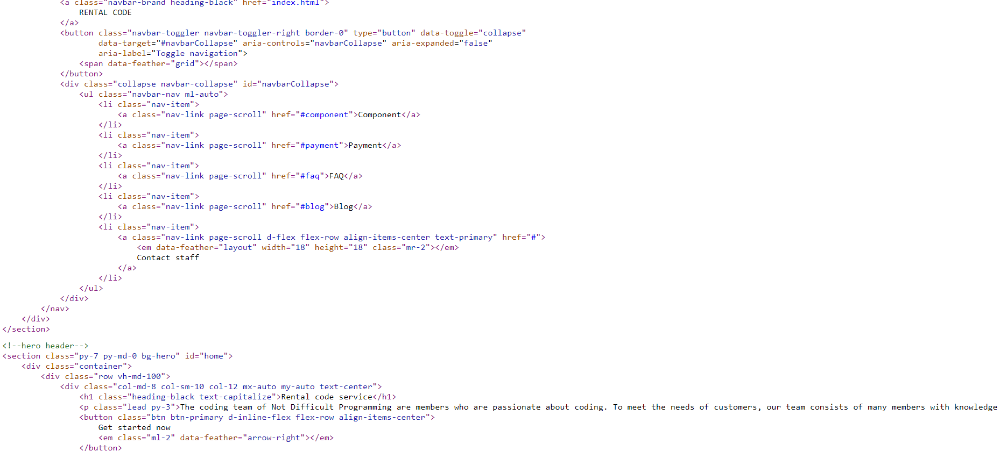 <a class="navbar-brand heading-black" href="index.html">
RENTAL CODE
</a>
<button class="navbar-toggler navbar-toggler-right border-0" type="button" data-toggle="collapse"
data-target="#navbarCollapse" aria-controls="navbarCollapse" aria-expanded="false"
aria-label="Toggle navigation">
<span data-feather="grid"></span>
</button>
<div class="collapse navbar-collapse" id="navbarCollapse">
<ul class="navbar-nav ml-auto">
<li class="nav-item">
<a class="nav-link page-scroll" href="#component">Component</a>
</li>
<li class="nav-item">
<a class="nav-link page-scroll" href="#payment">Payment</a>
</li>
<li class="nav-item">
<a class="nav-link page-scroll" href="#faq">FAQ</a>
</li>
<li class="nav-item">
<a class="nav-link page-scroll" href="#blog">Blog</a>
</li>
<li class="nav-item">
<a class="nav-link page-scroll d-flex flex-row align-items-center text-primary" href="#">
<em data-feather="layout" width="18" height="18" class="mr-2"></em>
Contact staff
</a>
</li>
</ul>
</div>
</nav>
</div>
</section>
<!--hero header-->
<section class="py-7 py-md-0 bg-hero" id="home">
<div class="container">
<div class="row vh-md-100">
<div class="col-md-8 col-sm-10 col-12 mx-auto my-auto text-center">
<h1 class="heading-black text-capitalize">Rental code service</h1>
<p class="lead py-3">The coding team of Not Difficult Programming are members who are passionate about coding. To meet the needs of customers, our team consists of many members with knowledge
<button class="btn btn-primary d-inline-flex flex-row align-items-center">
Get started now
<em class="ml-2" data-feather="arrow-right"></em>
</button>